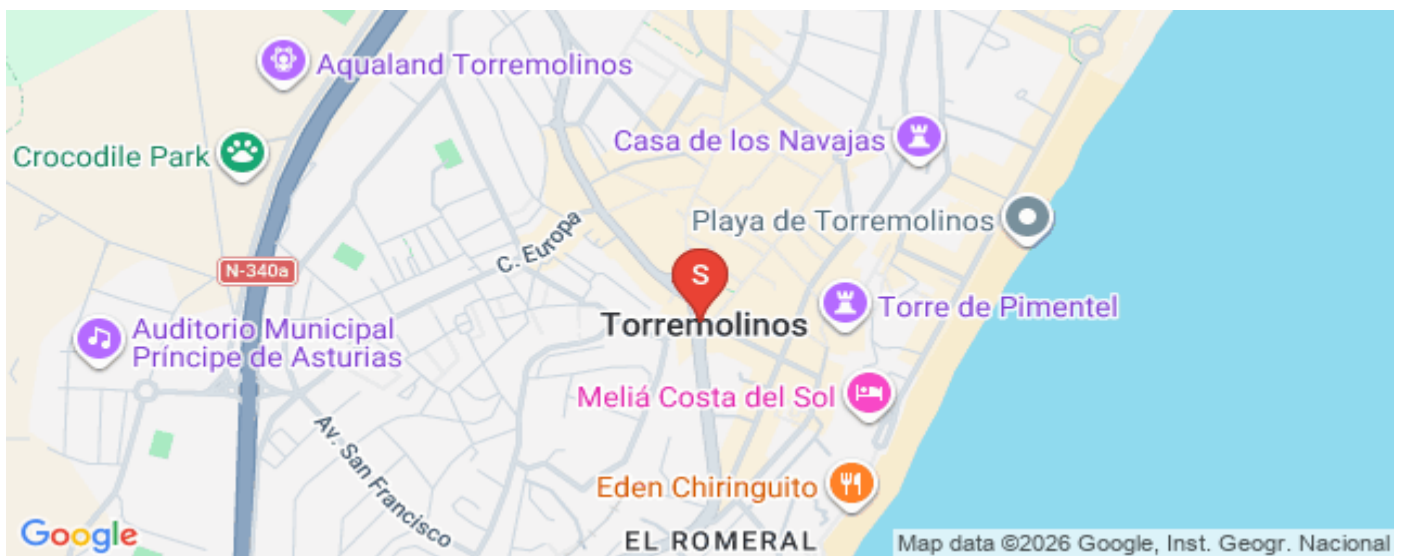 Aqualand Torremolinos
Casa de los Navajas
Crocodile Park
Playa de Torremolinos
C. Europa
N-340a
S
Torre de Pimentel
Torremolinos
Auditorio Municipal
Príncipe de Asturias
Meliá Costa del Sol
Av. San Francisco
Eden Chiringuito
EL ROMERAL
Google
Map data ©2026 Google, Inst. Geogr. Nacional